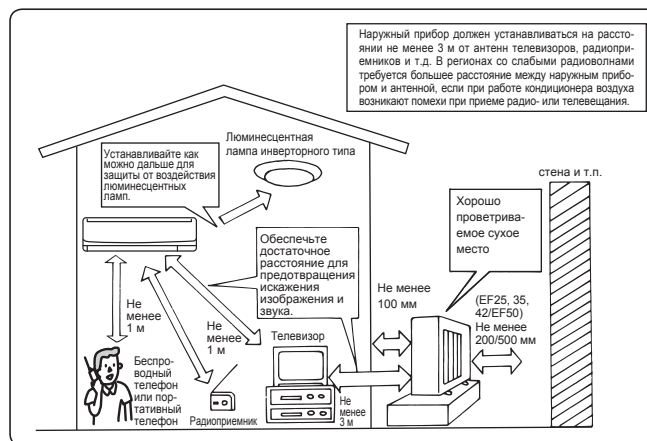 Наружный прибор должен устанавливаться на рассто-
янии не менее 3 м от антенн телевизоров, радиопри-
емников и т.д. В регионах со слабыми радиоволнами
требуется большее расстояние между наружным прибо-
ром и антенной, если при работе кондиционера воздуха
возникают помехи при приеме радио- или телевещания.
Люминесцентная
лампа инверторного типа
Устанавливайте как
можно дальше для
защиты от воздействия
люминесцентных
ламп.
стена и т.п.
Хорошо
проветрива-
емое сухое
место
Обеспечьте
достаточное
расстояние для
предотвращения
искажения
изображения и
звука.
Не менее
100 мм
(EF25, 35,
42/EF50)
Не менее
200/500 мм
Не
менее
1 м
Не
менее
1 м
Телевизор
Беспро-
водный
телефон
или пор-
тативный
телефон
Радиоприемник
Не
менее
3 м